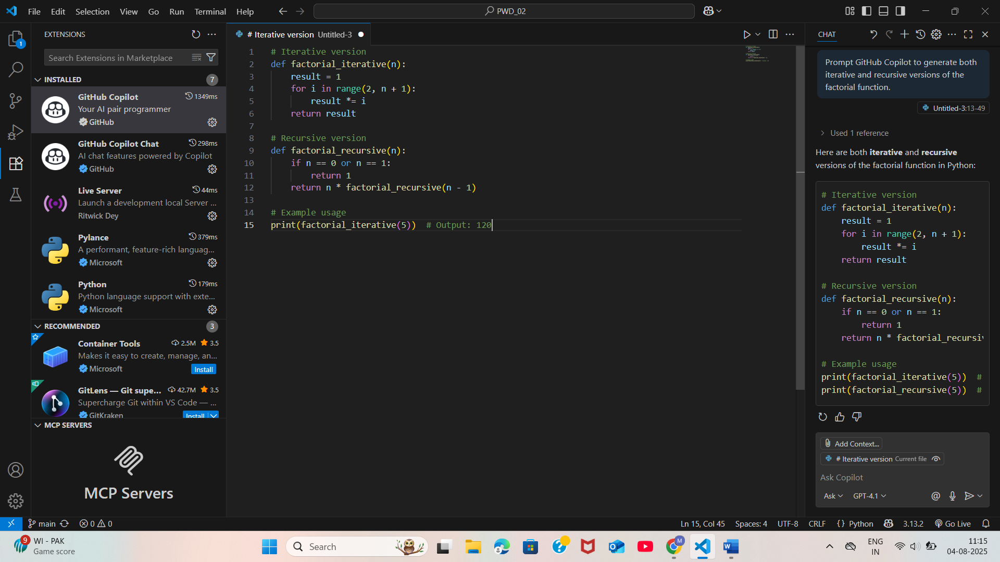 File Edit Selection View Go Run Terminal Help
PWD_02
EXTENSIONS
Search Extensions in Marketplace
INSTALLED
7
GitHub Copilot
1349ms
Your AI pair programmer
GitHub
GitHub Copilot Chat
298ms
AI chat features powered by Copilot
GitHub
Live Server
44ms
Launch a development local Server ...
Ritwick Dey
Pylance
379ms
A performant, feature-rich languag...
Microsoft
Python
179ms
Python language support with exte...
Microsoft
RECOMMENDED
3
Container Tools
2.5M
3.5
Makes it easy to create, manage, an...
Microsoft
Install
GitLens — Git supe...
42.7M
3.5
Supercharge Git within VS Code — ...
GitKraken
Install
MCP SERVERS
MCP Servers
1
# Iterative version Untitled-3
1 # Iterative version
2 def factorial_iterative(n):
3 result = 1
4 for i in range(2, n + 1):
5 result *= i
6 return result
7
8 # Recursive version
9 def factorial_recursive(n):
10 if n == 0 or n == 1:
11 return 1
12 return n * factorial_recursive(n - 1)
13
14 # Example usage
15 print(factorial_iterative(5))  # Output: 120
CHAT
Prompt GitHub Copilot to generate both
iterative and recursive versions of the
factorial function.
Untitled-3:13-49
Used 1 reference
Here are both iterative and recursive
versions of the factorial function in Python:
# Iterative version
def factorial_iterative(n):
result = 1
for i in range(2, n + 1):
result *= i
return result
# Recursive version
def factorial_recursive(n):
if n == 0 or n == 1:
return 1
return n * factorial_recursiv
# Example usage
print(factorial_iterative(5))  #
print(factorial_recursive(5))  #
Add Context...
# Iterative version Current file
Ask Copilot
Ask
GPT-4.1
main
0
0
Ln 15, Col 45
Spaces: 4
UTF-8
CRLF
{ } Python
3.13.2
Go Live
9
WI - PAK
Game score
Search
M
ENG
IN
11:15
04-08-2025